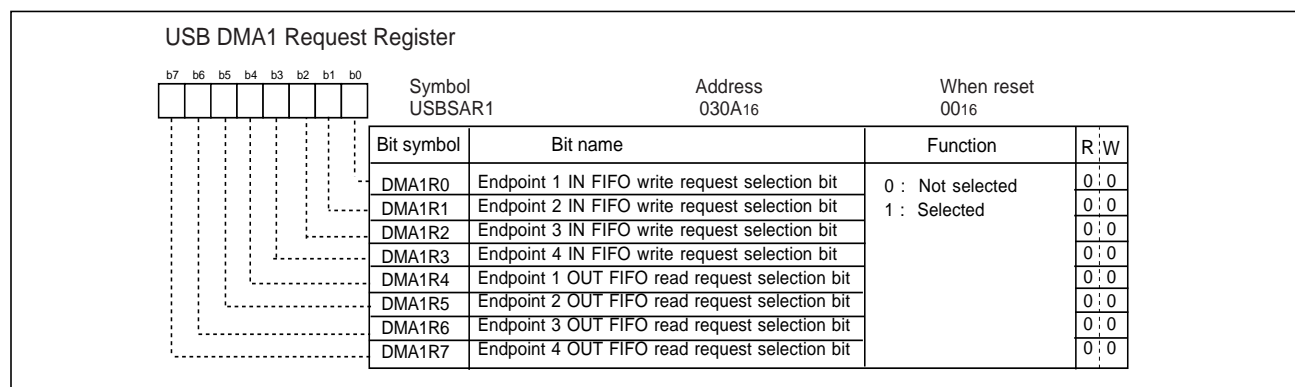 USB DMA1 Request Register
b7 b6 b5 b4 b3 b2 b1 b0
Symbol Address When reset
USBSAR1 030A16 0016
Bit symbol Bit name Function R W
DMA1R0 Endpoint 1 IN FIFO write request selection bit 0 : Not selected 0 0
DMA1R1 Endpoint 2 IN FIFO write request selection bit 1 : Selected 0 0
DMA1R2 Endpoint 3 IN FIFO write request selection bit 0 0
DMA1R3 Endpoint 4 IN FIFO write request selection bit 0 0
DMA1R4 Endpoint 1 OUT FIFO read request selection bit 0 0
DMA1R5 Endpoint 2 OUT FIFO read request selection bit 0 0
DMA1R6 Endpoint 3 OUT FIFO read request selection bit 0 0
DMA1R7 Endpoint 4 OUT FIFO read request selection bit 0 0